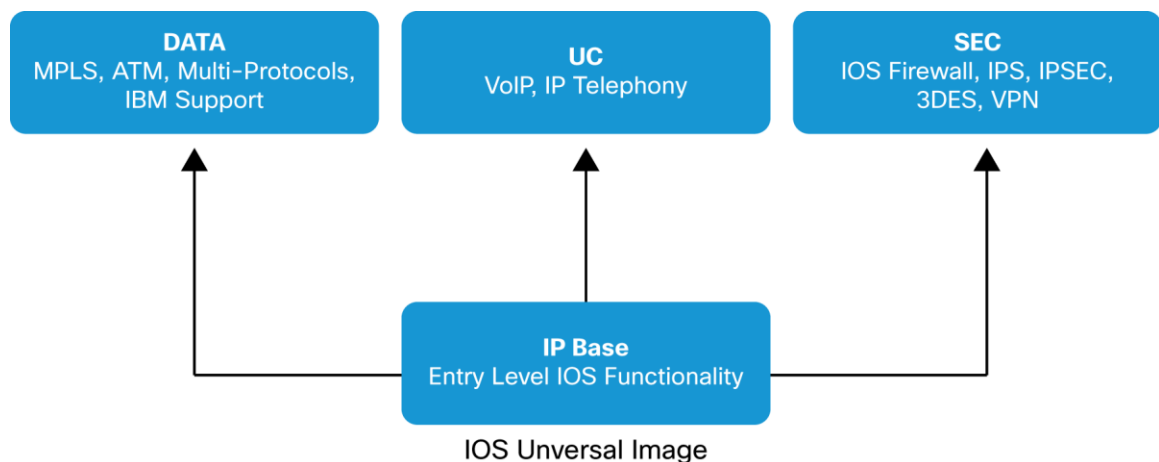 DATA
MPLS, ATM, Multi-Protocols,
IBM Support
UC
VoIP, IP Telephony
SEC
IOS Firewall, IPS, IPSEC,
3DES, VPN
IP Base
Entry Level IOS Functionality
IOS Unversal Image